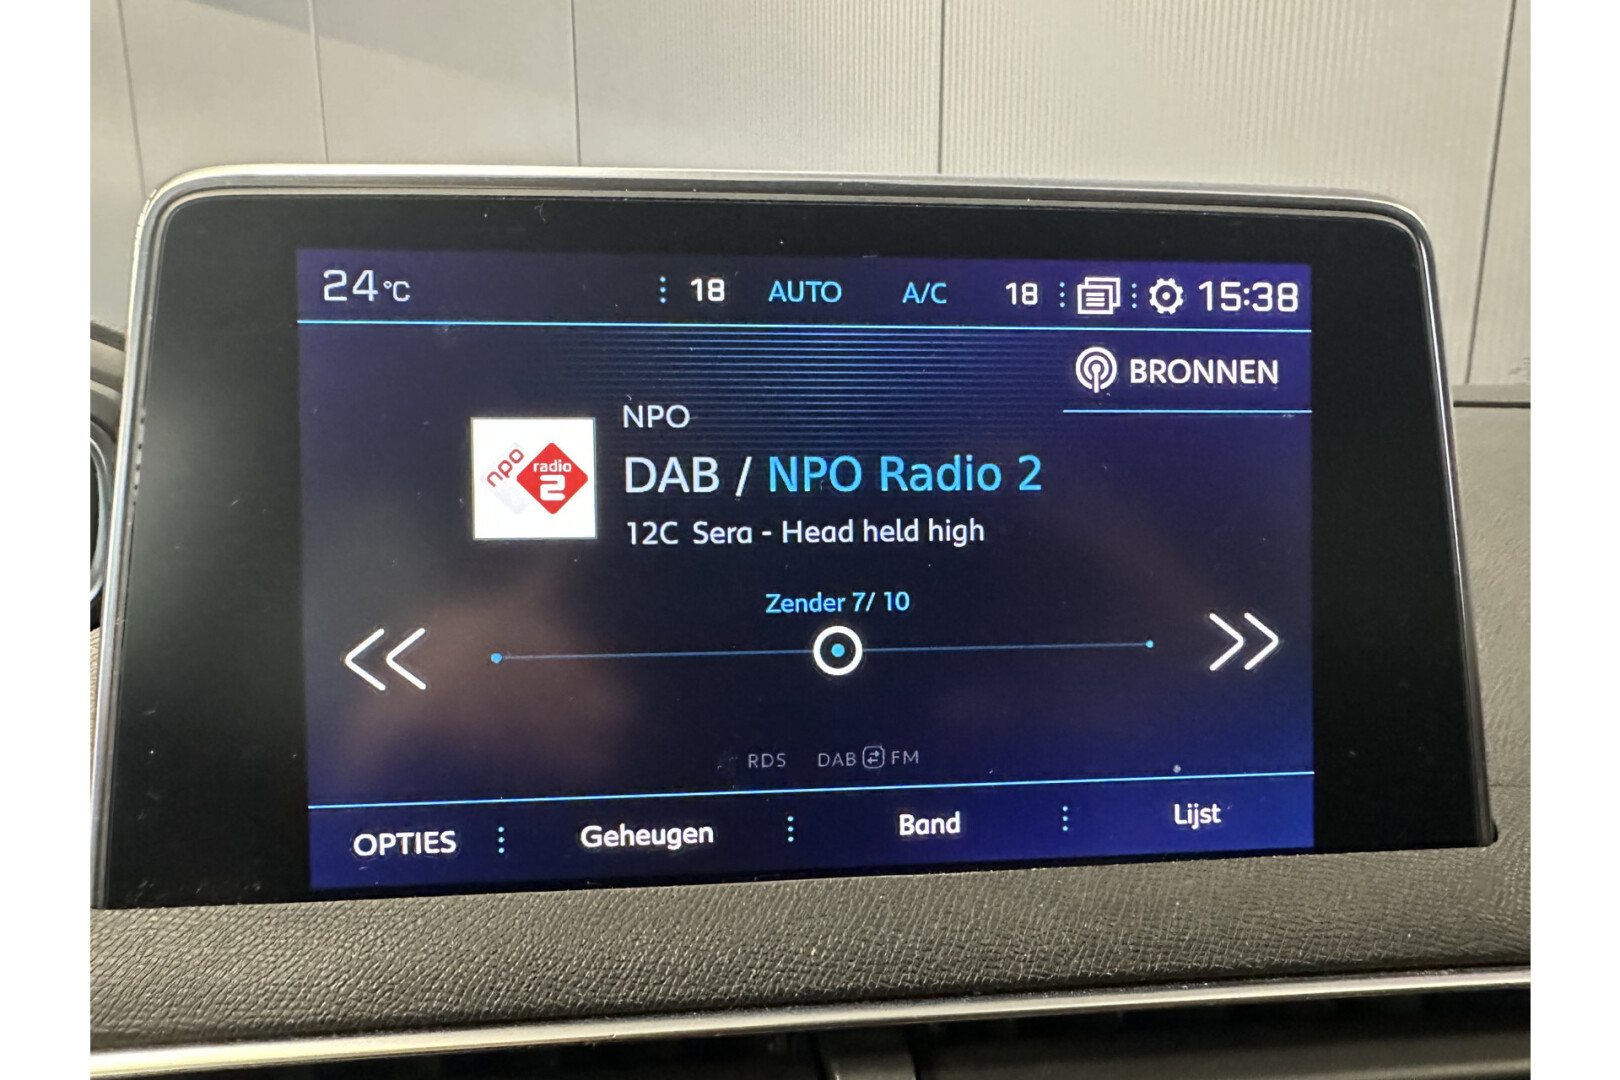 24°C 18 AUTO A/C 18 15:38
BRONNEN
NPO
npo radio 2
DAB / NPO Radio 2
12C Sera - Head held high
Zender 7/ 10
RDS DAB FM
OPTIES Geheugen Band Lijst